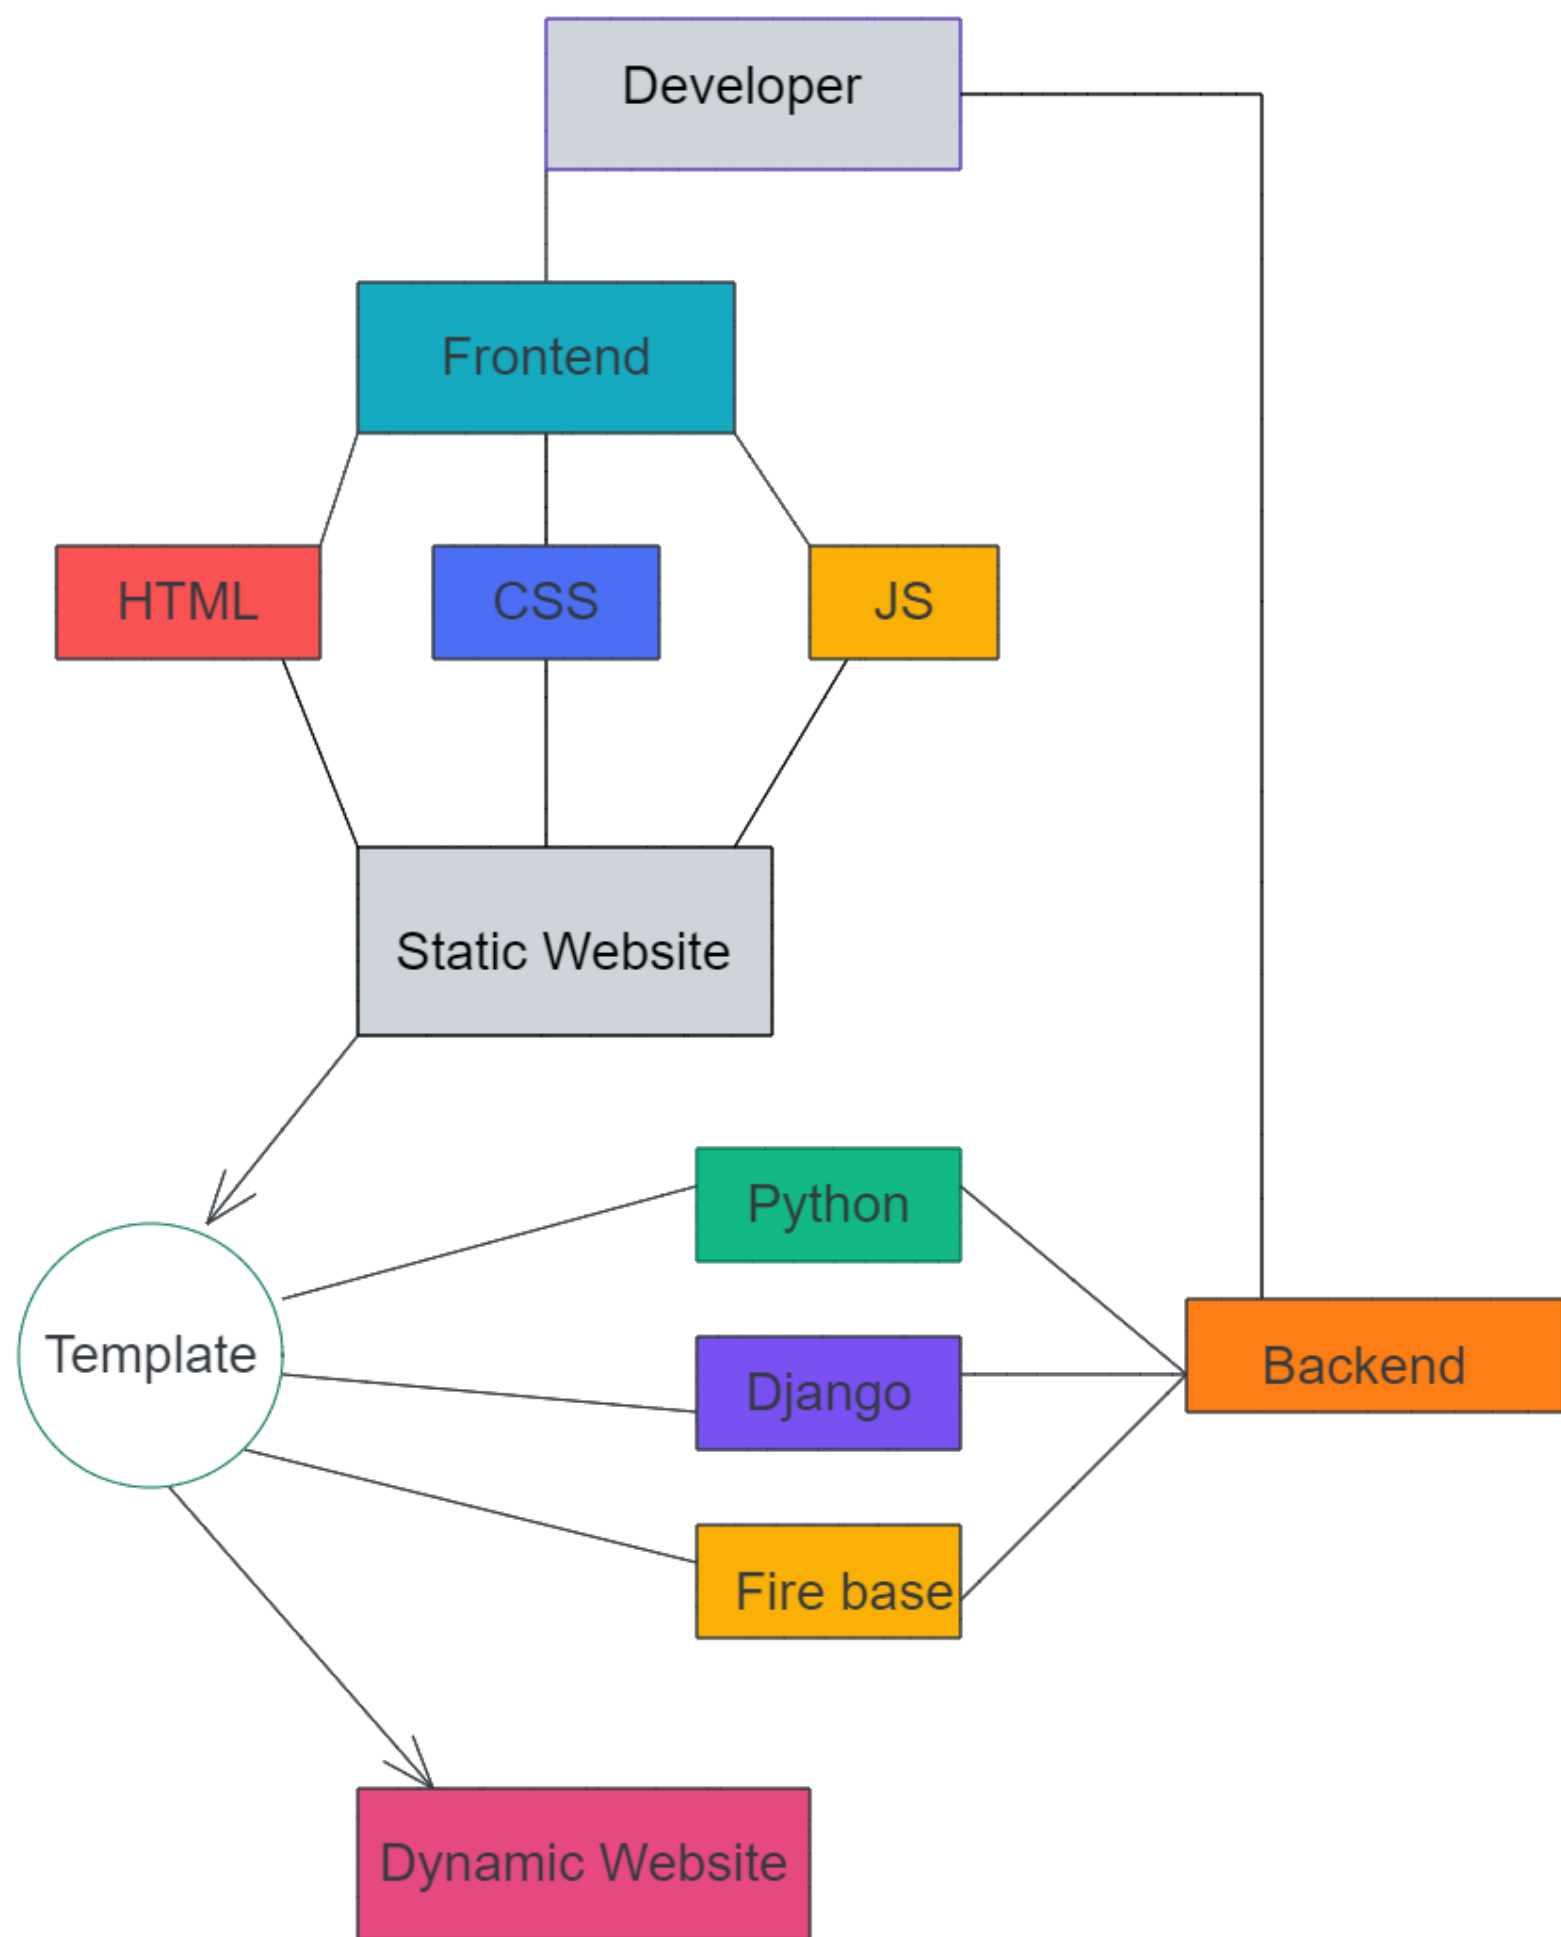 Developer
Frontend
HTML
CSS
JS
Static Website
Python
Template
Django
Backend
Fire base
Dynamic Website